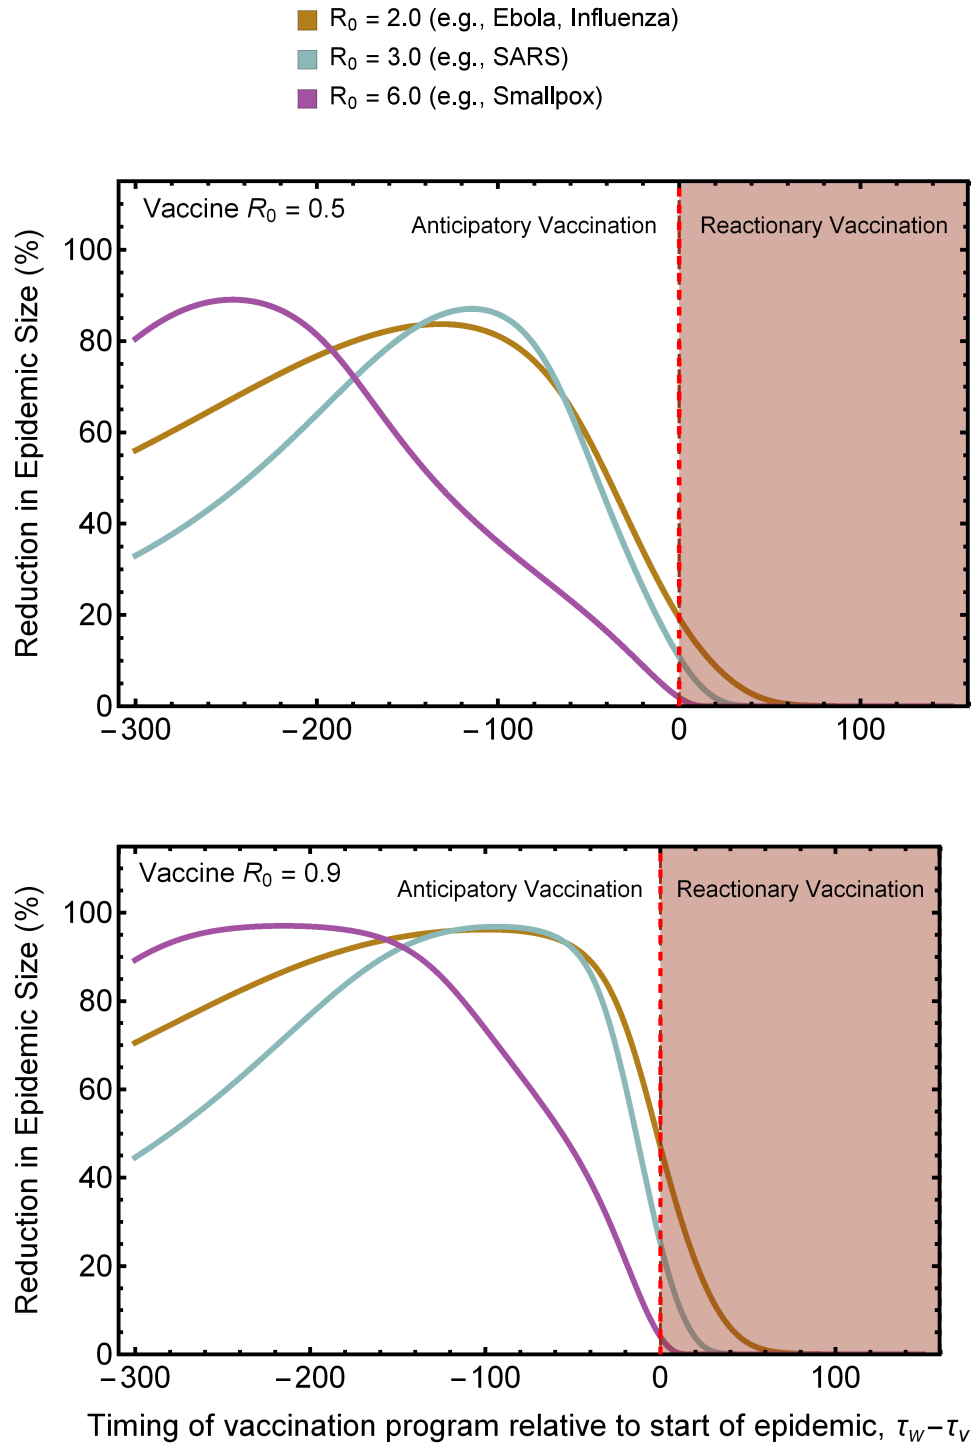 R0 = 2.0 (e.g., Ebola, Influenza)
R0 = 3.0 (e.g., SARS)
R0 = 6.0 (e.g., Smallpox)
Vaccine R0 = 0.5
Anticipatory Vaccination
Reactionary Vaccination
Reduction in Epidemic Size (%)
100
80
60
40
20
0
−300
−200
−100
0
100
Vaccine R0 = 0.9
Anticipatory Vaccination
Reactionary Vaccination
Reduction in Epidemic Size (%)
100
80
60
40
20
0
−300
−200
−100
0
100
Timing of vaccination program relative to start of epidemic, τw−τv